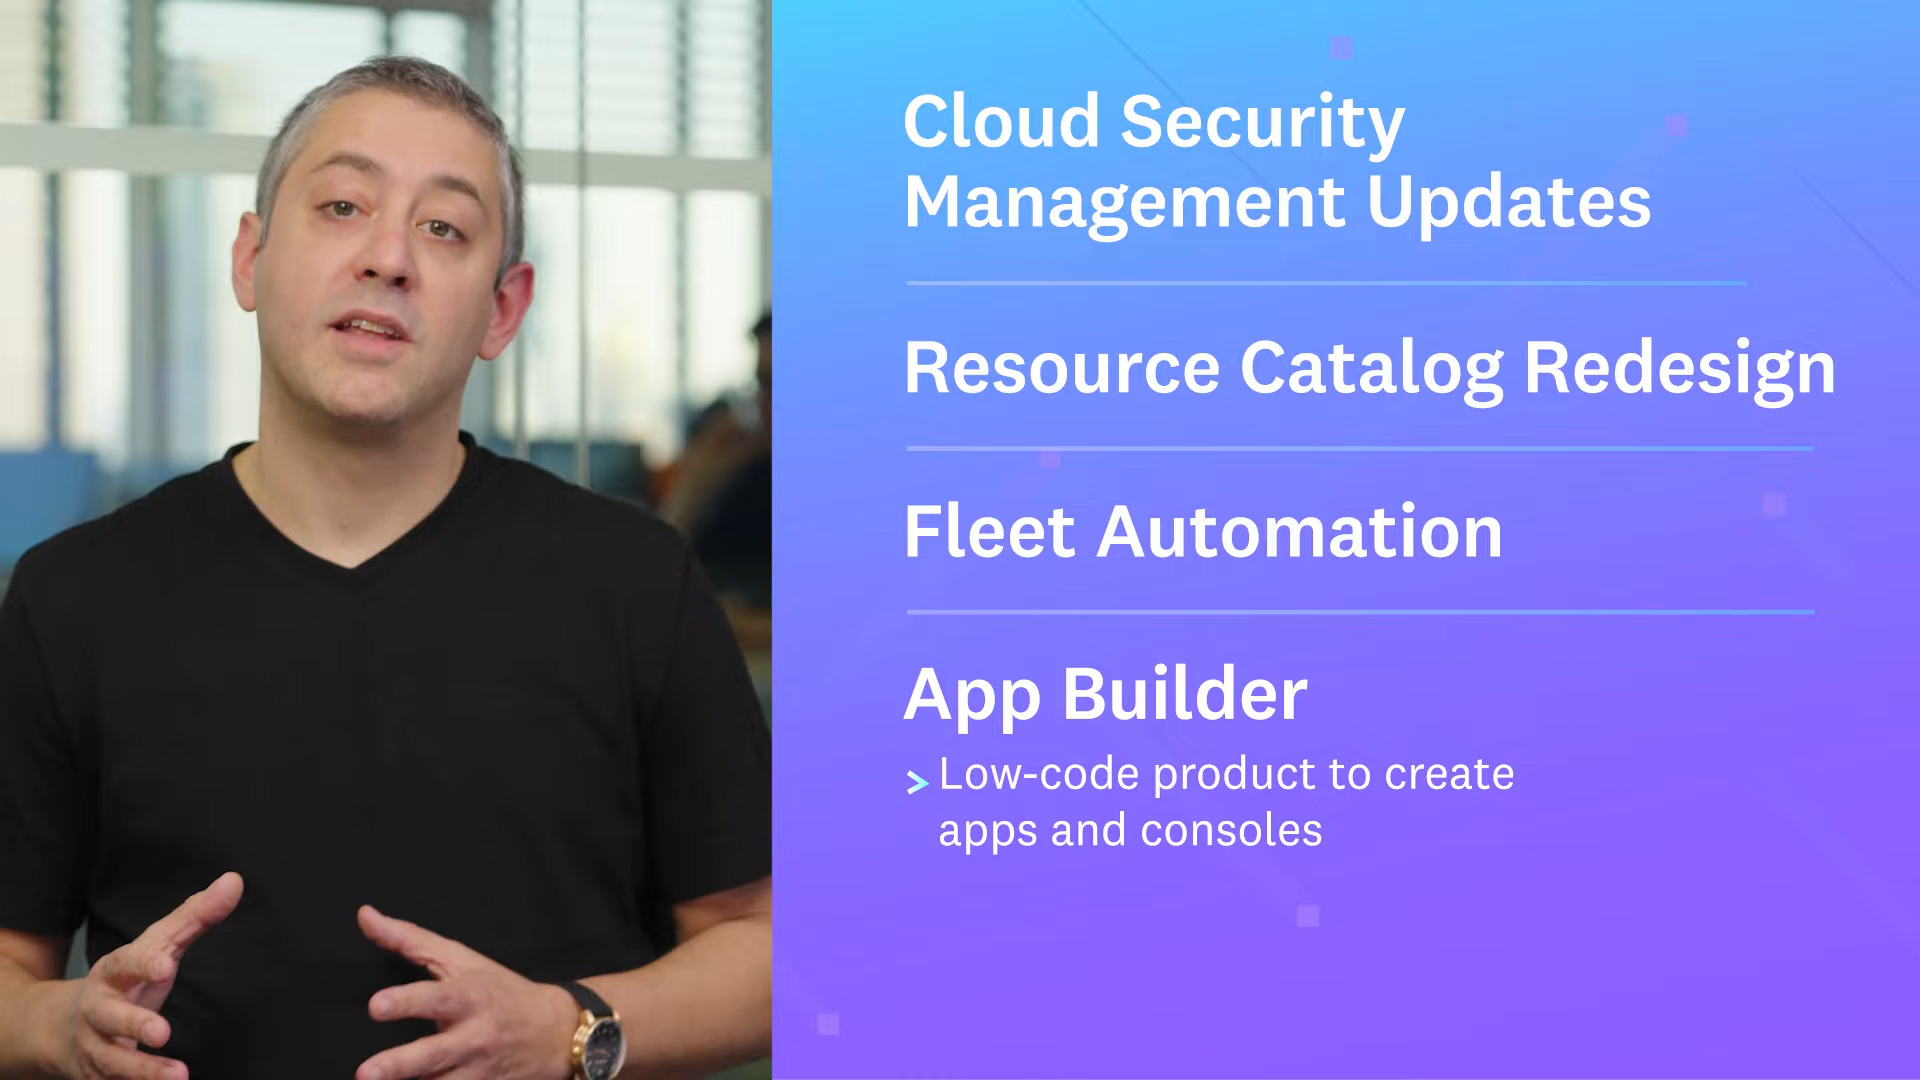 Cloud Security
Management Updates
Resource Catalog Redesign
Fleet Automation
App Builder
Low-code product to create
apps and consoles